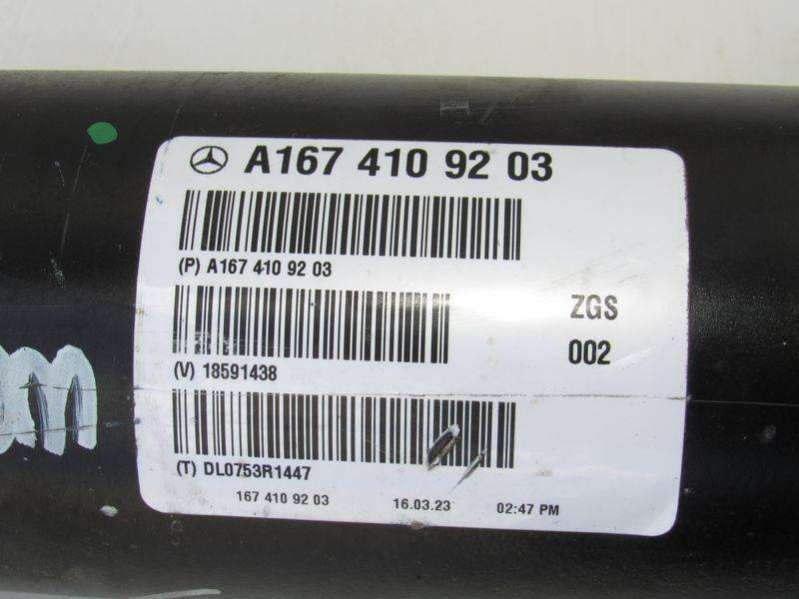 A167 410 92 03
(P) A167 410 92 03
ZGS
002
(V) 18591438
(T) DL0753R1447
167 410 92 03 16.03.23 02:47 PM